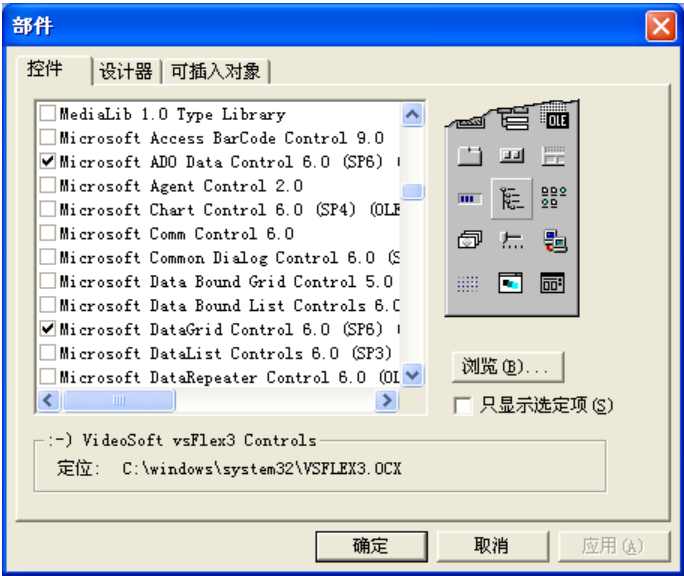 部件
控件 设计器 可插入对象
MediaLib 1.0 Type Library
Microsoft Access BarCode Control 9.0
Microsoft ADO Data Control 6.0 (SP6) (
Microsoft Agent Control 2.0
Microsoft Chart Control 6.0 (SP4) (OLE
Microsoft Comm Control 6.0
Microsoft Common Dialog Control 6.0 (S
Microsoft Data Bound Grid Control 5.0
Microsoft Data Bound List Controls 6.0
Microsoft DataGrid Control 6.0 (SP6) (
Microsoft DataList Controls 6.0 (SP3)
Microsoft DataRepeater Control 6.0 (OL
OLE
浏览(B)...
只显示选定项(S)
:-) VideoSoft vsFlex3 Controls
定位: C:\windows\system32\VSFLEX3.OCX
确定 取消 应用(A)